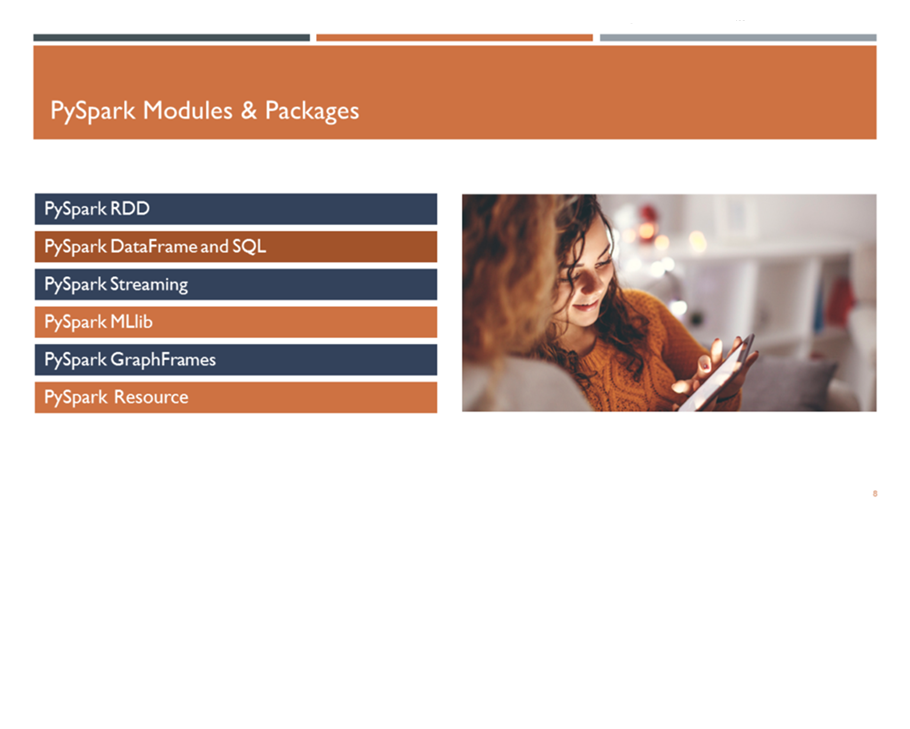 PySpark Modules & Packages
PySpark RDD
PySpark DataFrame and SQL
PySpark Streaming
PySpark MLlib
PySpark GraphFrames
PySpark Resource
8